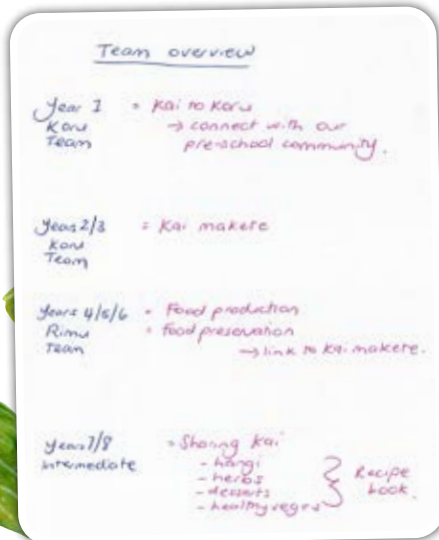 Team overview
Year 1 = Kai to Koru
Koru → connect with our
Team pre-school community.
Years 2/3 = Kai makete
Koru
Team
Years 4/5/6 = Food production
Rimu = food preservation
Team → link to Kai makete.
Years 7/8 = Sharing Kai
Intermediate - hangi
- herbs Recipe
- desserts book.
- healthy veges